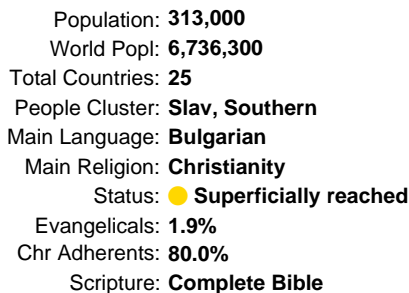 Population: 313,000
World Popl: 6,736,300
Total Countries: 25
People Cluster: Slav, Southern
Main Language: Bulgarian
Main Religion: Christianity
Status: Superficially reached
Evangelicals: 1.9%
Chr Adherents: 80.0%
Scripture: Complete Bible